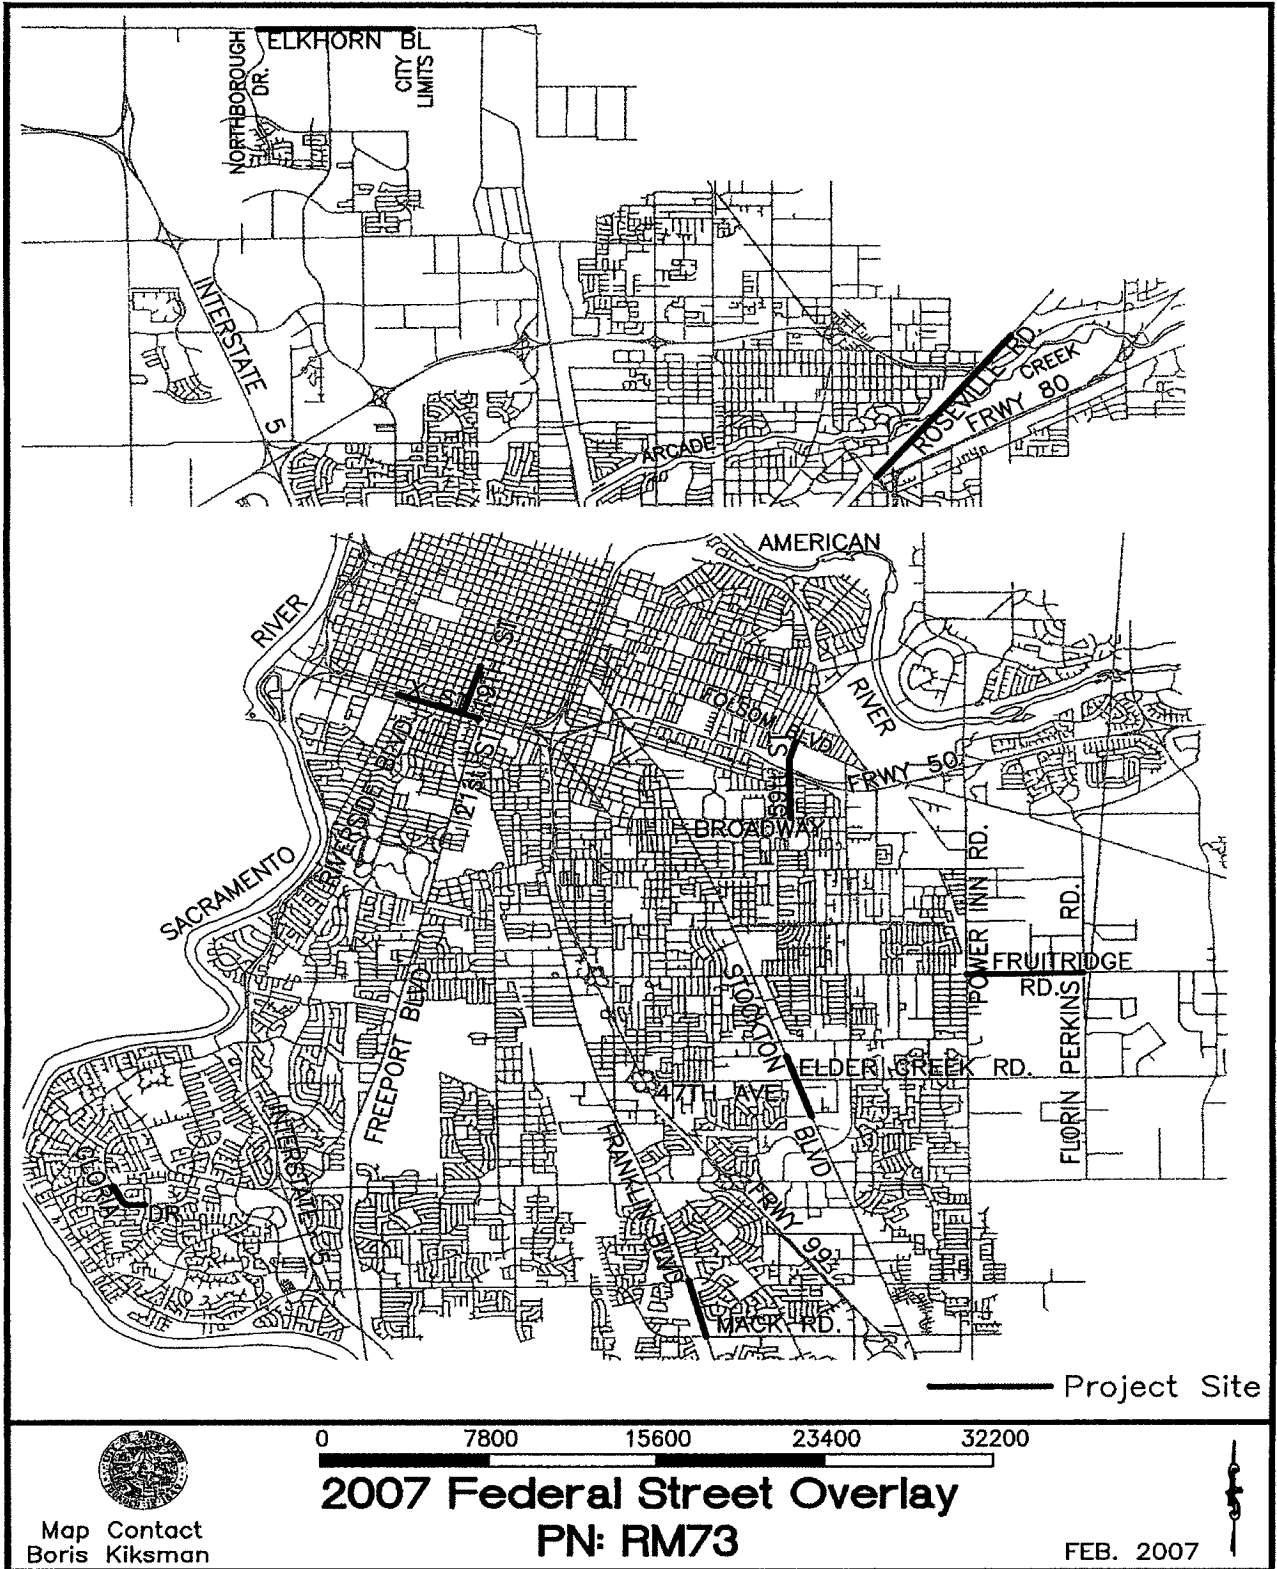 ELKHORN BL
NORTHBOROUGH
DR.
CITY
LIMITS
INTERSTATE 5
ROSEVILLE RD.
CREEK
FRWY 80
ARCADE
AMERICAN
RIVER
RIVER
19TH ST
X ST
FOLSOM BLVD
RIVERSIDE BLVD
21st ST
59TH ST
FRWY 50
BROADWAY
SACRAMENTO
POWER INN RD.
FRUITRIDGE
RD.
FLORIN PERKINS RD.
FREEPORT BLVD
STOCKTON BLVD
ELDER CREEK RD.
47TH AVE.
GLORIA DR
INTERSTATE 5
FRANKLIN BLVD
FRWY 99
MACK RD.
Project Site
0 7800 15600 23400 32200
2007 Federal Street Overlay
PN: RM73
Map Contact
Boris Kiksman
FEB. 2007